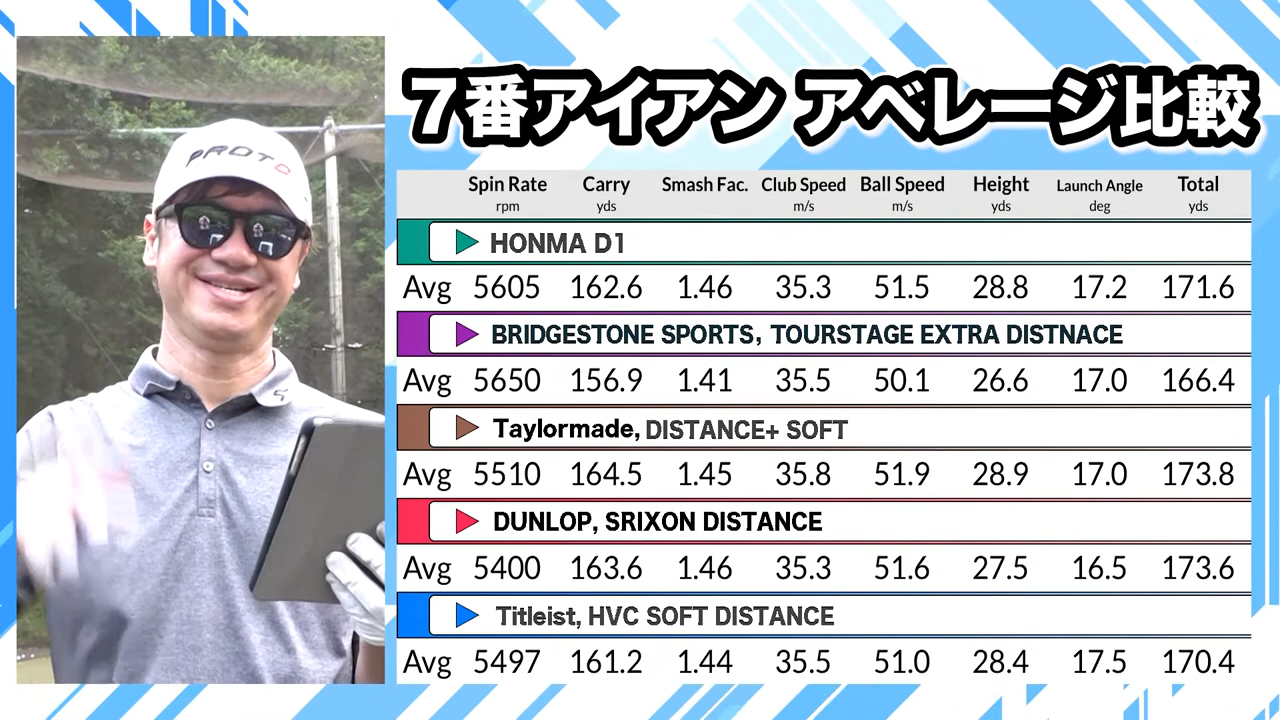 7番アイアン アベレージ比較
PROTO
Spin Rate Carry Smash Fac. Club Speed Ball Speed Height Launch Angle Total
rpm yds m/s m/s yds deg yds
HONMA D1
Avg 5605 162.6 1.46 35.3 51.5 28.8 17.2 171.6
BRIDGESTONE SPORTS, TOURSTAGE EXTRA DISTNACE
Avg 5650 156.9 1.41 35.5 50.1 26.6 17.0 166.4
Taylormade, DISTANCE+ SOFT
Avg 5510 164.5 1.45 35.8 51.9 28.9 17.0 173.8
DUNLOP, SRIXON DISTANCE
Avg 5400 163.6 1.46 35.3 51.6 27.5 16.5 173.6
Titleist, HVC SOFT DISTANCE
Avg 5497 161.2 1.44 35.5 51.0 28.4 17.5 170.4